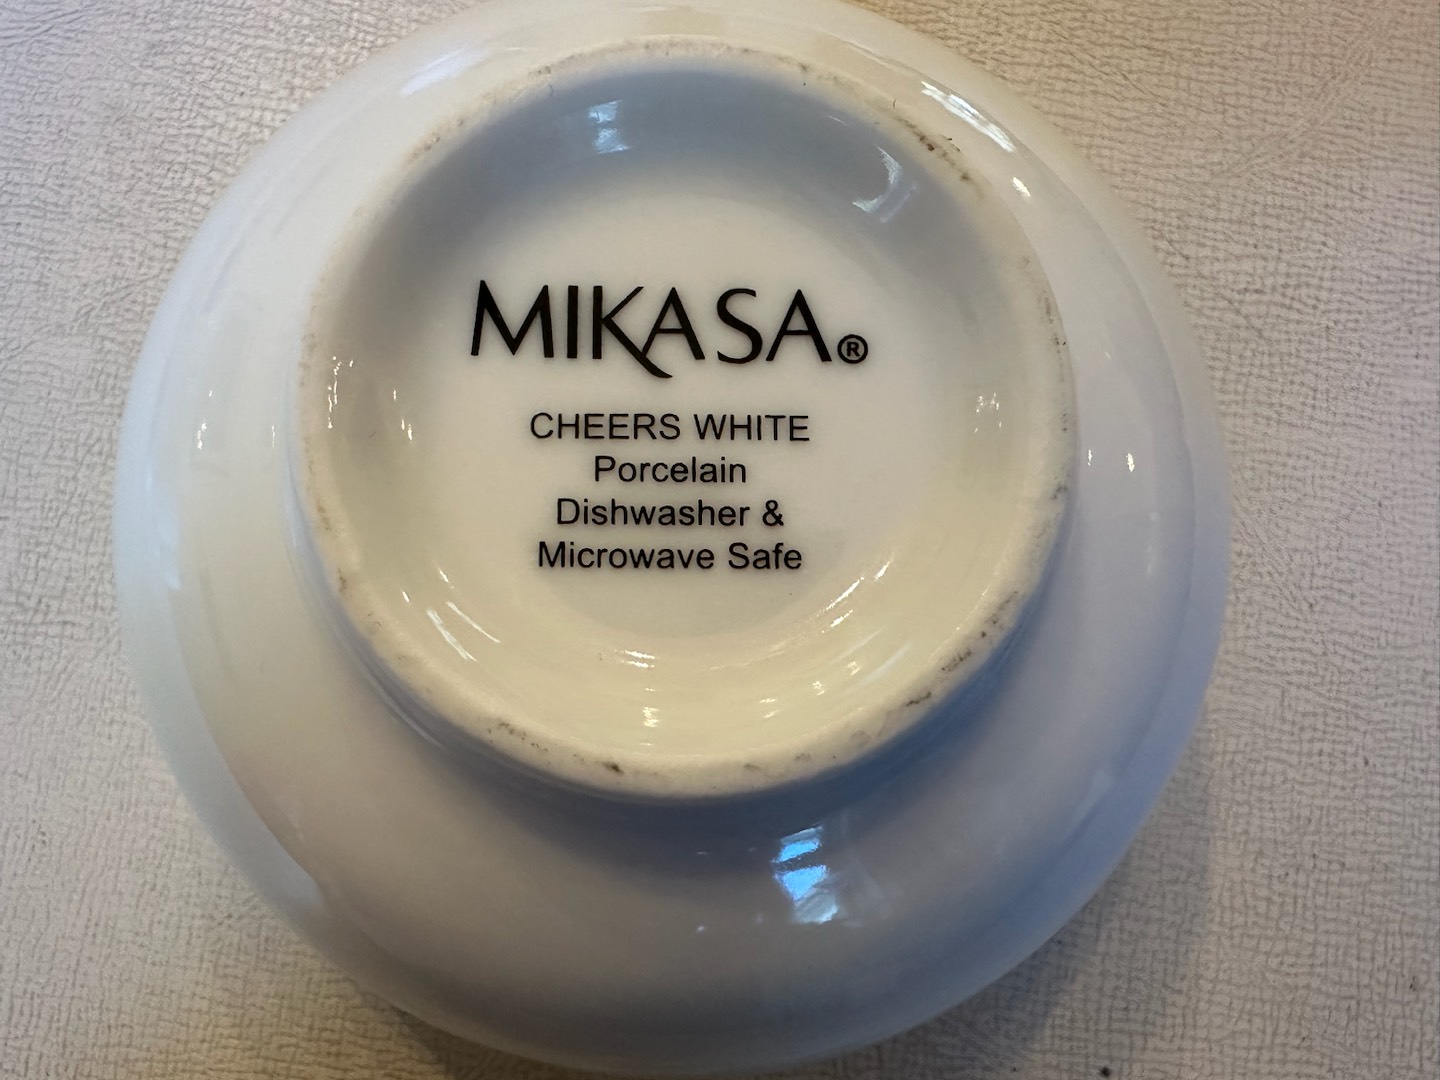 MIKASA®
CHEERS WHITE
Porcelain
Dishwasher &
Microwave Safe